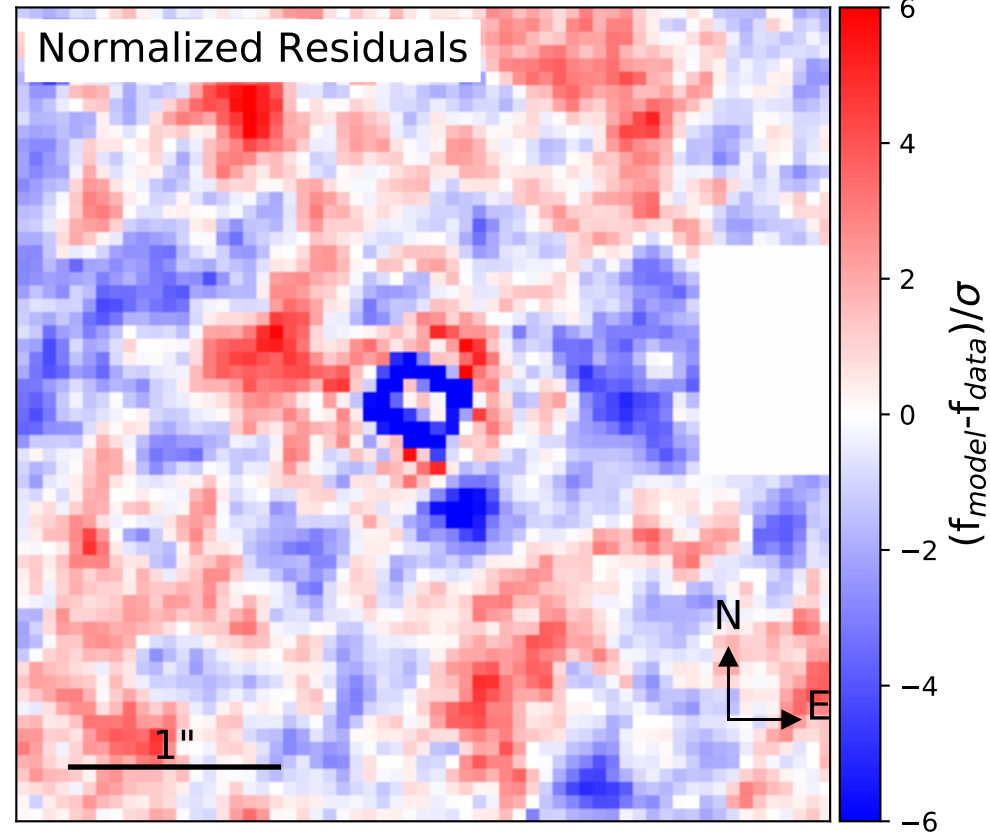 Normalized Residuals
6
4
2
0
−2
−4
−6
(f_model-f_data)/σ
N
E
1"